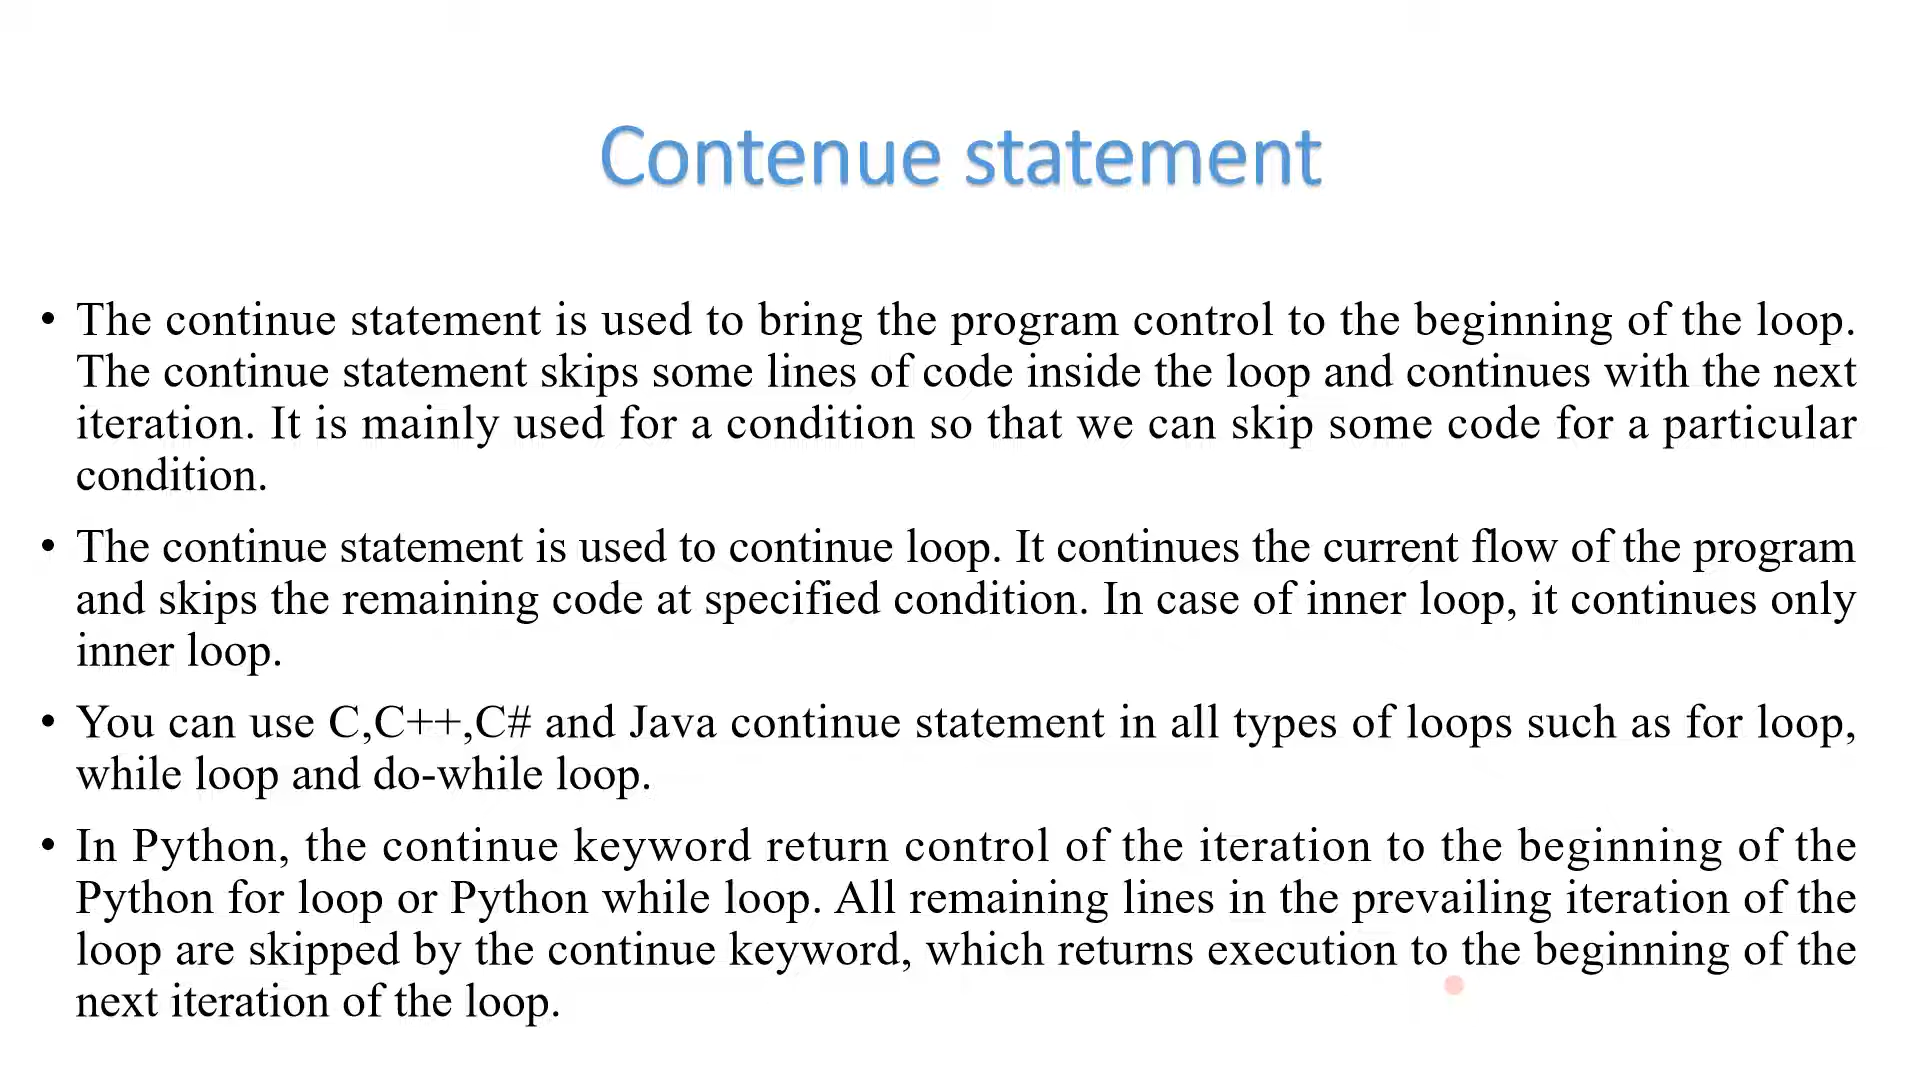 Contenue statement
• The continue statement is used to bring the program control to the beginning of the loop.
The continue statement skips some lines of code inside the loop and continues with the next
iteration. It is mainly used for a condition so that we can skip some code for a particular
condition.
• The continue statement is used to continue loop. It continues the current flow of the program
and skips the remaining code at specified condition. In case of inner loop, it continues only
inner loop.
• You can use C,C++,C# and Java continue statement in all types of loops such as for loop,
while loop and do-while loop.
• In Python, the continue keyword return control of the iteration to the beginning of the
Python for loop or Python while loop. All remaining lines in the prevailing iteration of the
loop are skipped by the continue keyword, which returns execution to the beginning of the
next iteration of the loop.